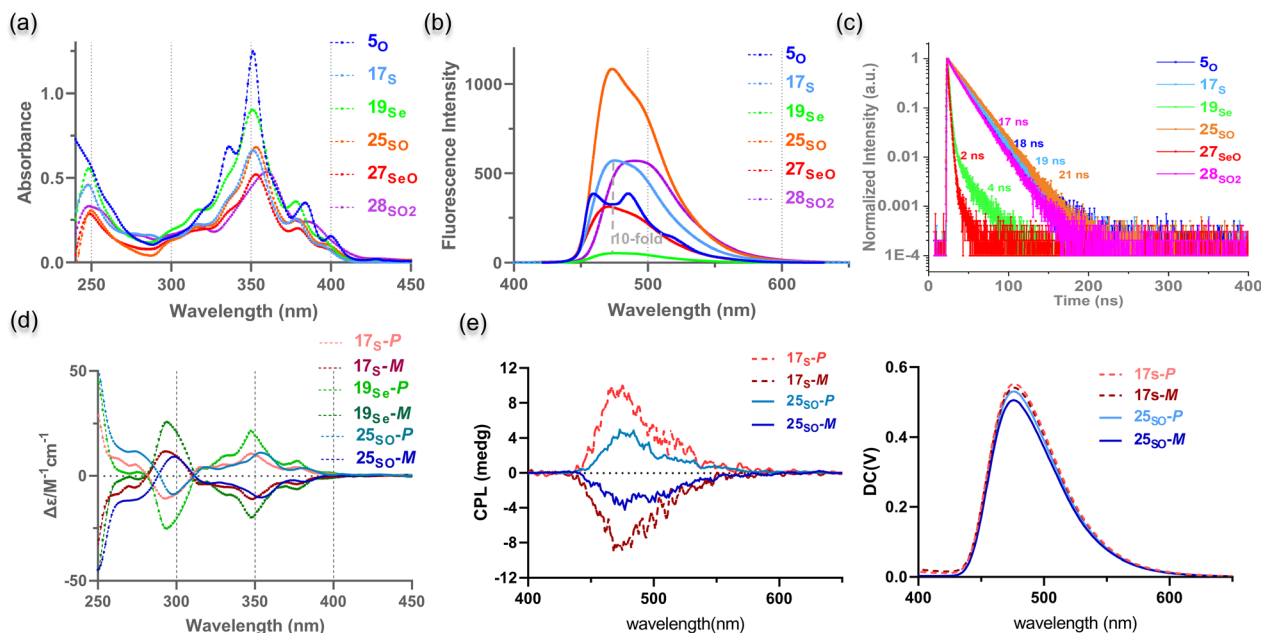 (a)
5O
17S
19Se
25SO
27SeO
28SO2
Absorbance
1.0
0.5
0.0
250
300
350
400
450
Wavelength (nm)
(b)
5O
17S
19Se
25SO
27SeO
28SO2
Fluorescence Intensity
1000
500
0
r10-fold
400
500
600
Wavelength (nm)
(c)
5O
17S
19Se
25SO
27SeO
28SO2
Normalized Intensity (a.u.)
1
0.1
0.01
0.001
1E-4
17 ns
18 ns
2 ns
19 ns
21 ns
4 ns
0
100
200
300
400
Time (ns)
(d)
17S-P
17S-M
19Se-P
19Se-M
25SO-P
25SO-M
Δε/M-1cm-1
50
0
-50
250
300
350
400
450
Wavelength (nm)
(e)
17S-P
17S-M
25SO-P
25SO-M
CPL (medg)
12
8
4
0
-4
-8
-12
400
500
600
wavelength(nm)
17S-P
17S-M
25SO-P
25SO-M
DC(V)
0.6
0.4
0.2
0.0
400
500
600
wavelength (nm)